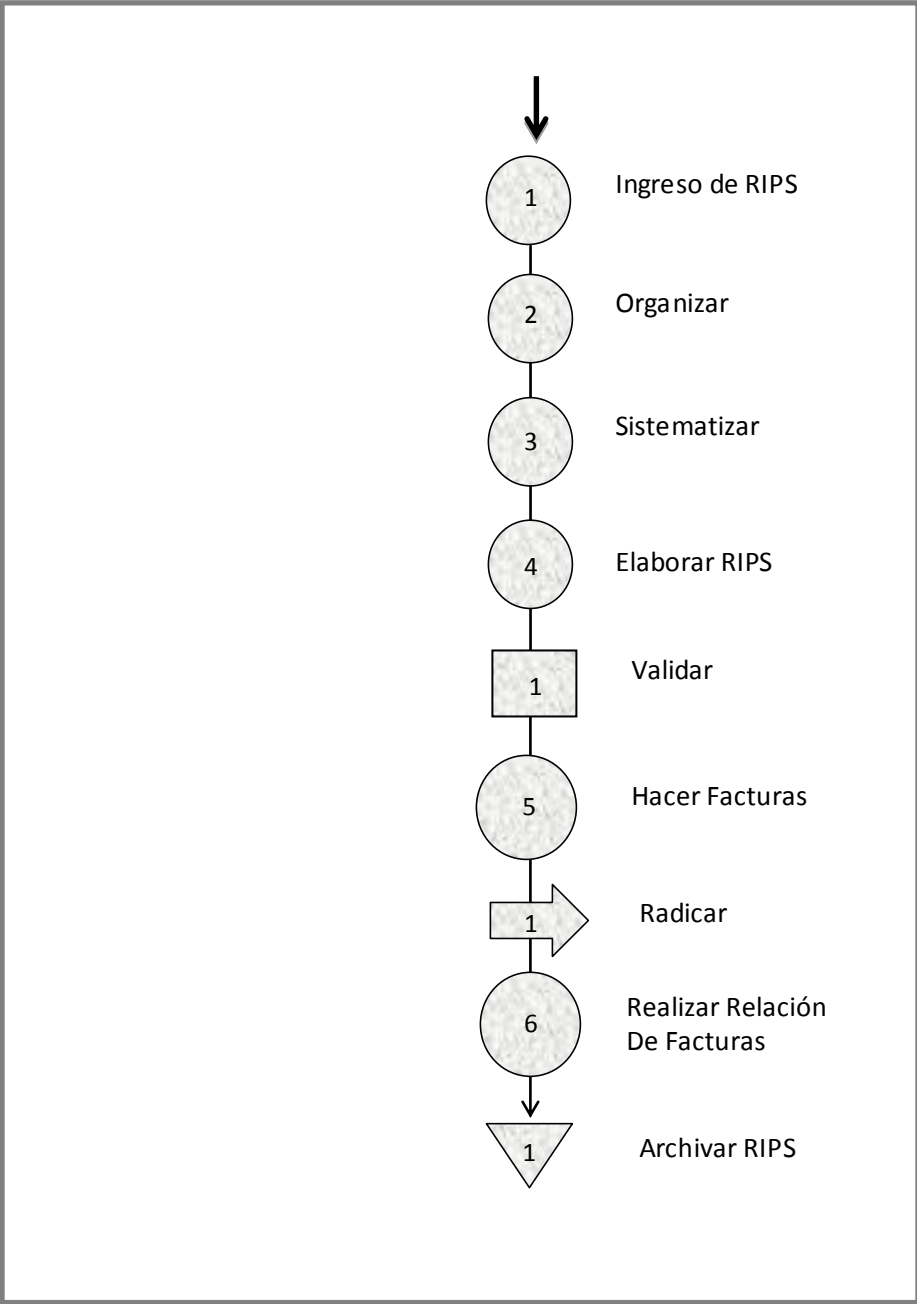 1 Ingreso de RIPS
2 Organizar
3 Sistematizar
4 Elaborar RIPS
1 Validar
5 Hacer Facturas
1 Radicar
6 Realizar Relación
De Facturas
1 Archivar RIPS